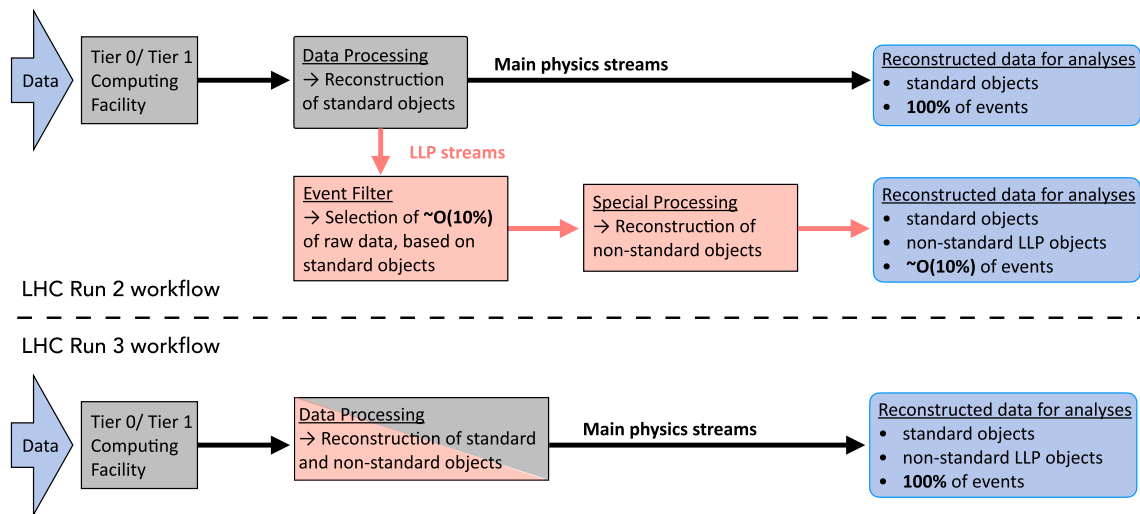 Data
Tier 0/ Tier 1
Computing
Facility
Data Processing
→ Reconstruction
of standard objects
Main physics streams
Reconstructed data for analyses
• standard objects
• 100% of events
LLP streams
Event Filter
→ Selection of ~O(10%)
of raw data, based on
standard objects
Special Processing
→ Reconstruction of
non-standard objects
Reconstructed data for analyses
• standard objects
• non-standard LLP objects
• ~O(10%) of events
LHC Run 2 workflow
LHC Run 3 workflow
Data
Tier 0/ Tier 1
Computing
Facility
Data Processing
→ Reconstruction of standard
and non-standard objects
Main physics streams
Reconstructed data for analyses
• standard objects
• non-standard LLP objects
• 100% of events